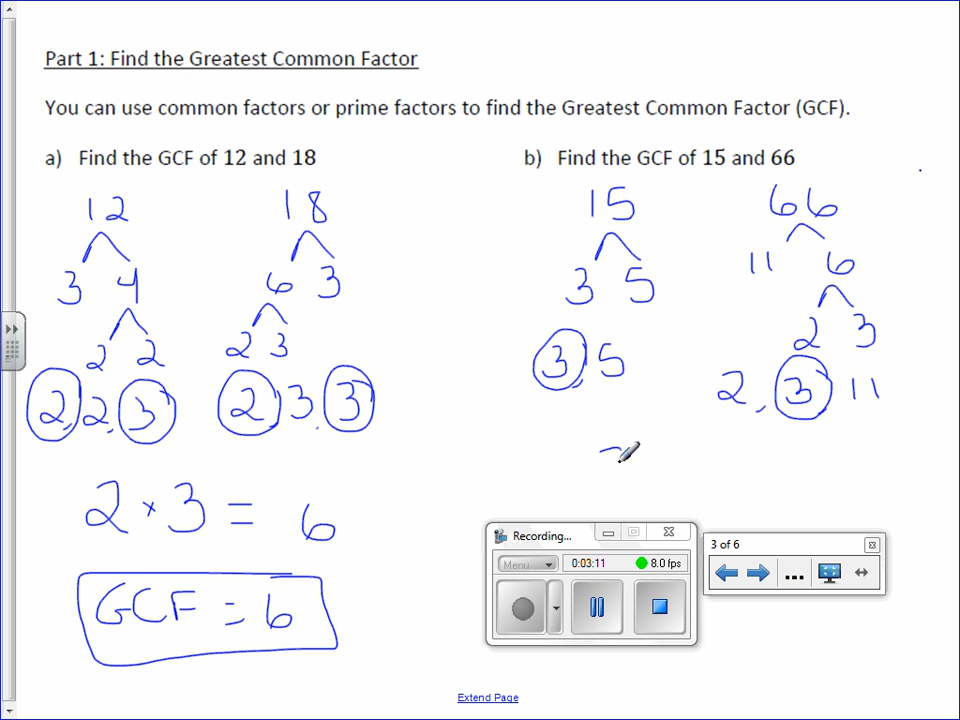 Part 1: Find the Greatest Common Factor
You can use common factors or prime factors to find the Greatest Common Factor (GCF).
a) Find the GCF of 12 and 18
12 18
3 4 6 3
2 2 2 3
2, 2, 3 2, 3, 3
2 × 3 = 6
GCF = 6
b) Find the GCF of 15 and 66
15 66
3 5 11 6
2 3
3, 5 2, 3, 11
Recording...
Menu 0:03:11 8.0 fps
3 of 6
...
Extend Page